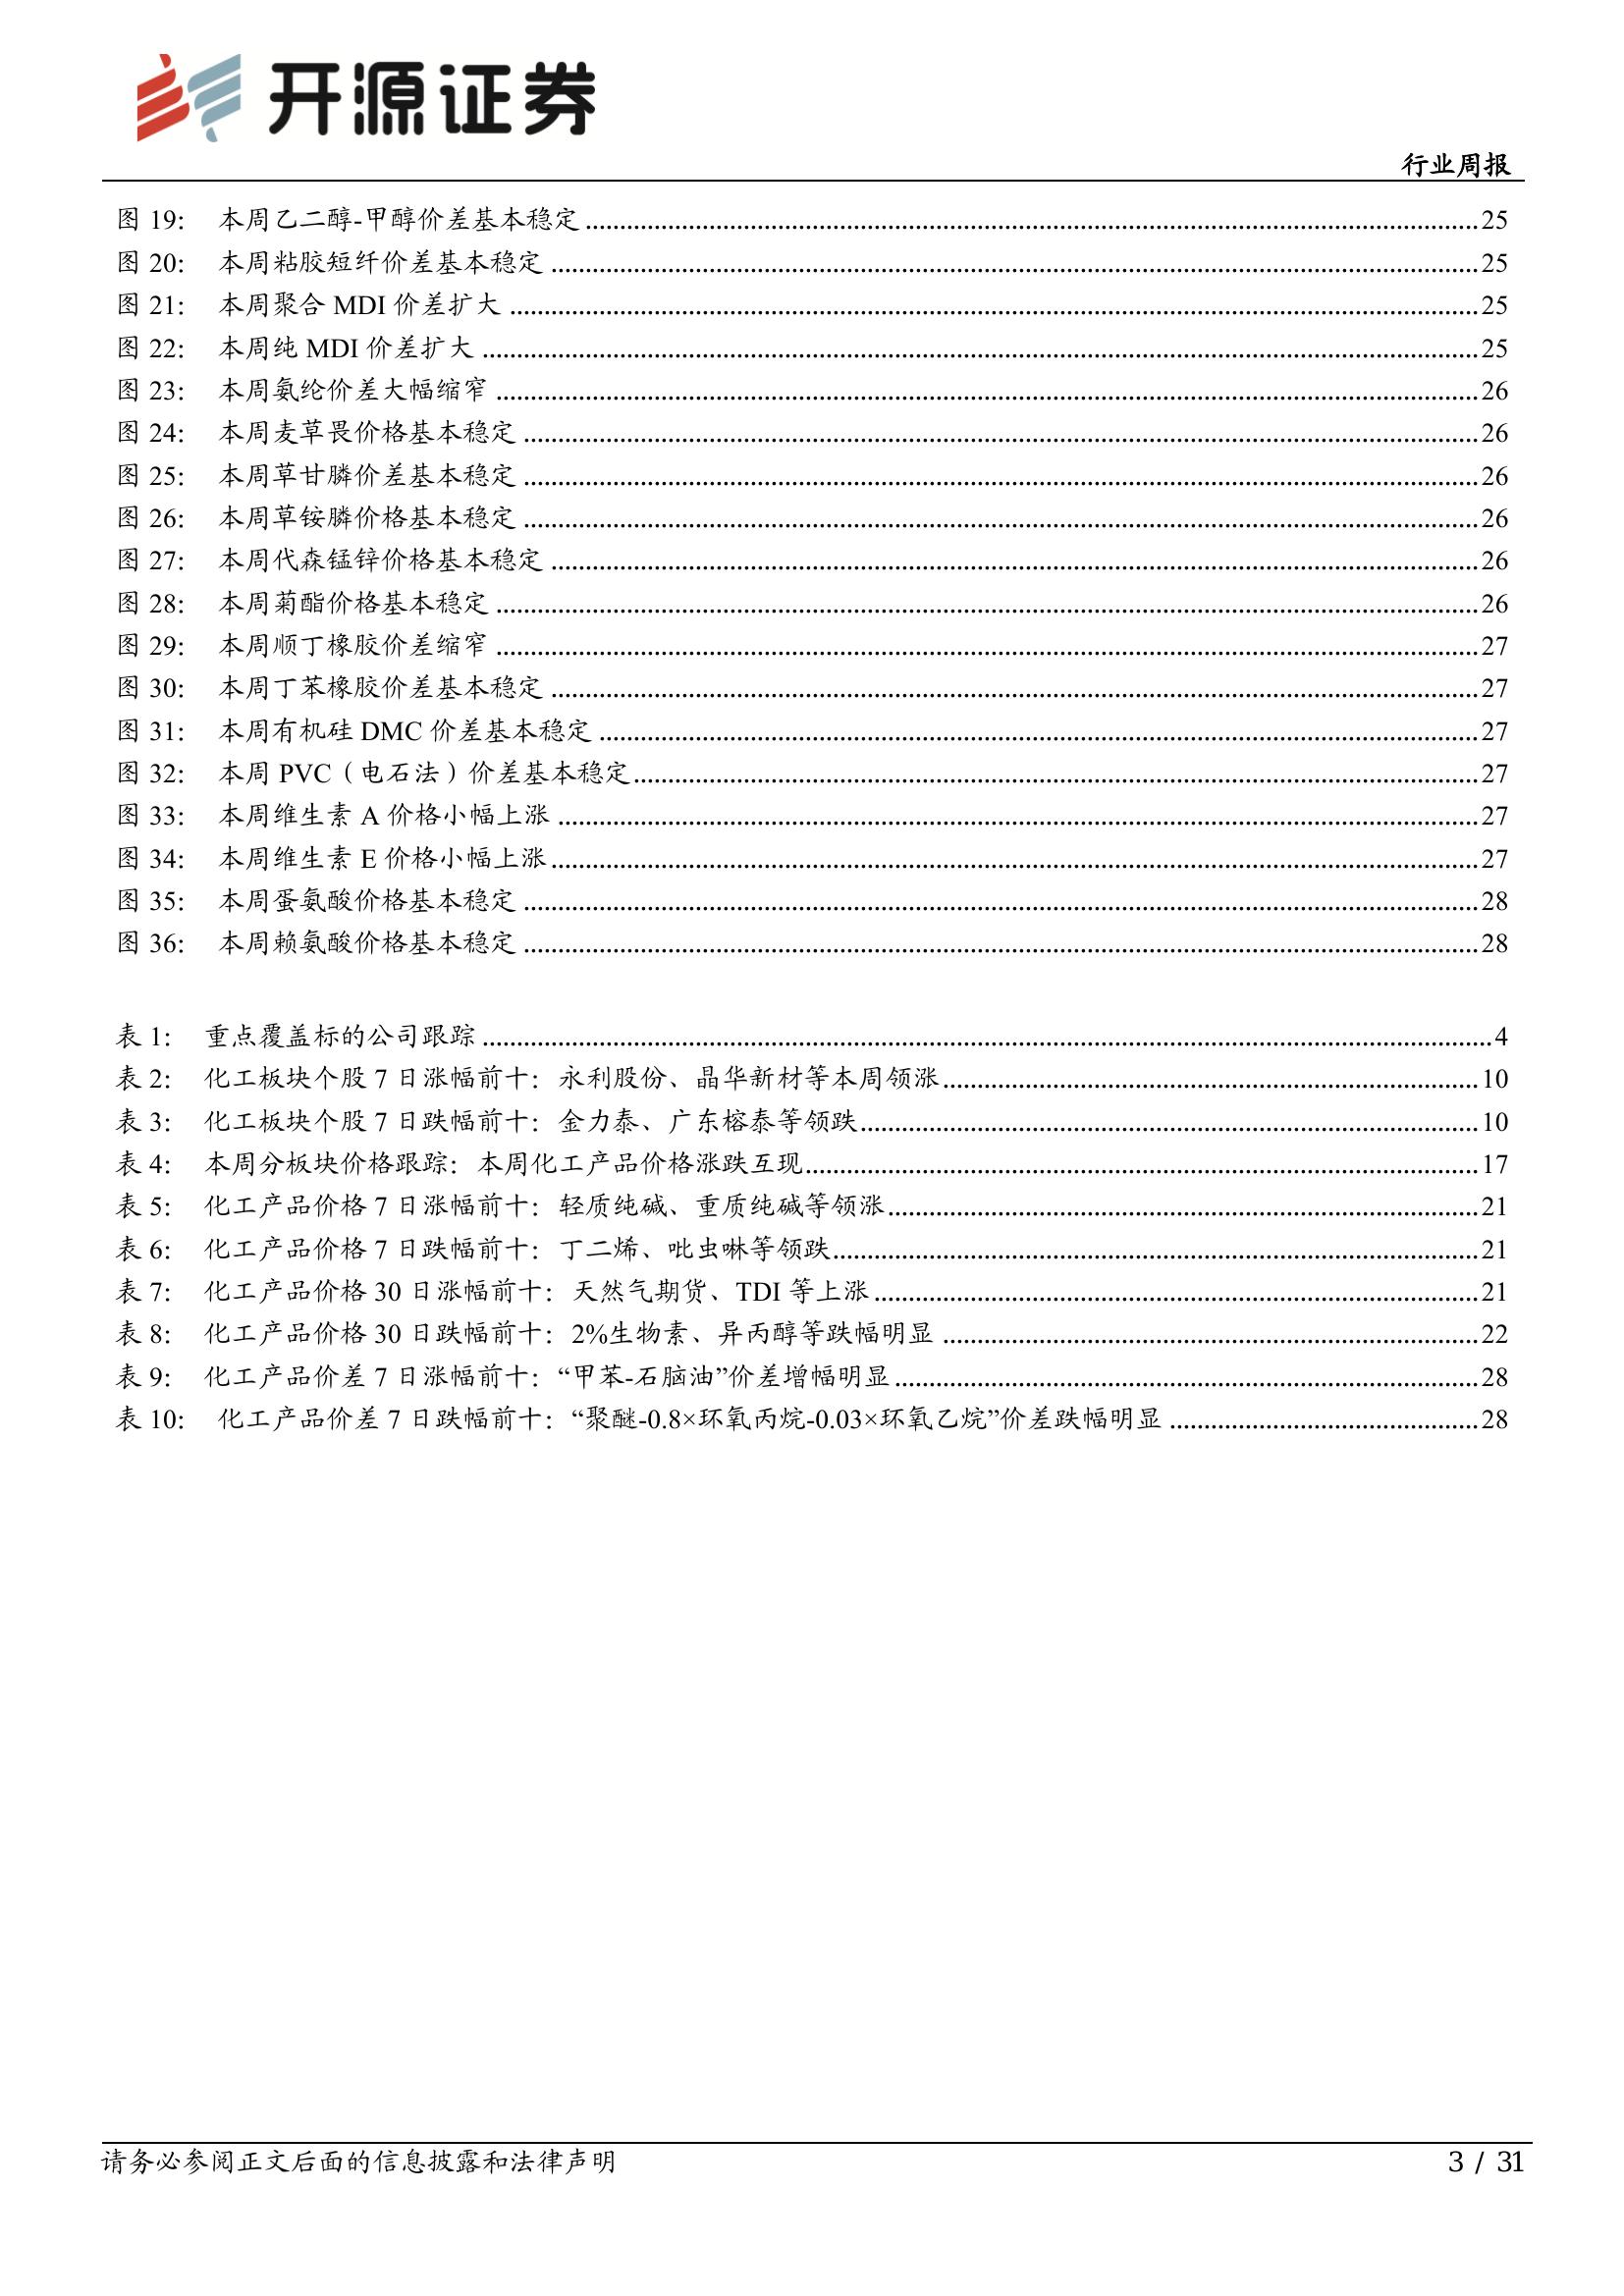 开源证券
行业周报
图 19: 本周乙二醇-甲醇价差基本稳定 25
图 20: 本周粘胶短纤价差基本稳定 25
图 21: 本周聚合 MDI 价差扩大 25
图 22: 本周纯 MDI 价差扩大 25
图 23: 本周氨纶价差大幅缩窄 26
图 24: 本周麦草畏价格基本稳定 26
图 25: 本周草甘膦价差基本稳定 26
图 26: 本周草铵膦价格基本稳定 26
图 27: 本周代森锰锌价格基本稳定 26
图 28: 本周菊酯价格基本稳定 26
图 29: 本周顺丁橡胶价差缩窄 27
图 30: 本周丁苯橡胶价差基本稳定 27
图 31: 本周有机硅 DMC 价差基本稳定 27
图 32: 本周 PVC（电石法）价差基本稳定 27
图 33: 本周维生素 A 价格小幅上涨 27
图 34: 本周维生素 E 价格小幅上涨 27
图 35: 本周蛋氨酸价格基本稳定 28
图 36: 本周赖氨酸价格基本稳定 28
表 1: 重点覆盖标的公司跟踪 4
表 2: 化工板块个股 7 日涨幅前十：永利股份、晶华新材等本周领涨 10
表 3: 化工板块个股 7 日跌幅前十：金力泰、广东榕泰等领跌 10
表 4: 本周分板块价格跟踪：本周化工产品价格涨跌互现 17
表 5: 化工产品价格 7 日涨幅前十：轻质纯碱、重质纯碱等领涨 21
表 6: 化工产品价格 7 日跌幅前十：丁二烯、吡虫啉等领跌 21
表 7: 化工产品价格 30 日涨幅前十：天然气期货、TDI 等上涨 21
表 8: 化工产品价格 30 日跌幅前十：2%生物素、异丙醇等跌幅明显 22
表 9: 化工产品价差 7 日涨幅前十：“甲苯-石脑油”价差增幅明显 28
表 10: 化工产品价差 7 日跌幅前十：“聚醚-0.8×环氧丙烷-0.03×环氧乙烷”价差跌幅明显 28
请务必参阅正文后面的信息披露和法律声明
3 / 31